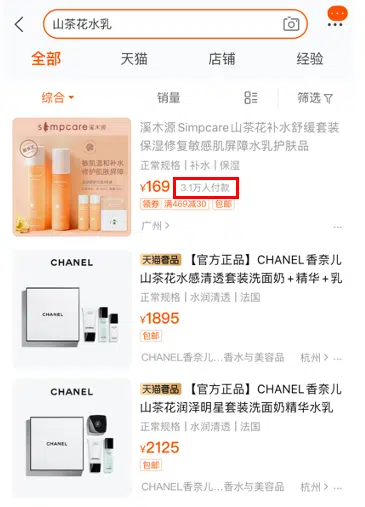 山茶花水乳
全部
天猫
店铺
经验
综合
销量
筛选
simpcare 溪木源
敏感肌温和补水
修护肌肤屏障
溪木源Simpcare山茶花补水舒缓套装
保湿修复敏感肌屏障水乳护肤品
正常规格 | 补水 | 保湿
¥169 3.1万人付款
领券 满469减30 包邮
广州 >
CHANEL
天猫奢品 【官方正品】CHANEL香奈儿
山茶花水感清透套装洗面奶+精华+乳
正常规格 | 水润清透 | 法国
¥1895
包邮
CHANEL香奈儿...香水与美容品 杭州 >
CHANEL
天猫奢品 【官方正品】CHANEL香奈儿
山茶花润泽明星套装洗面奶精华水乳
正常规格 | 水润清透 | 法国
¥2125
包邮
CHANEL香奈儿...香水与美容品 杭州 >